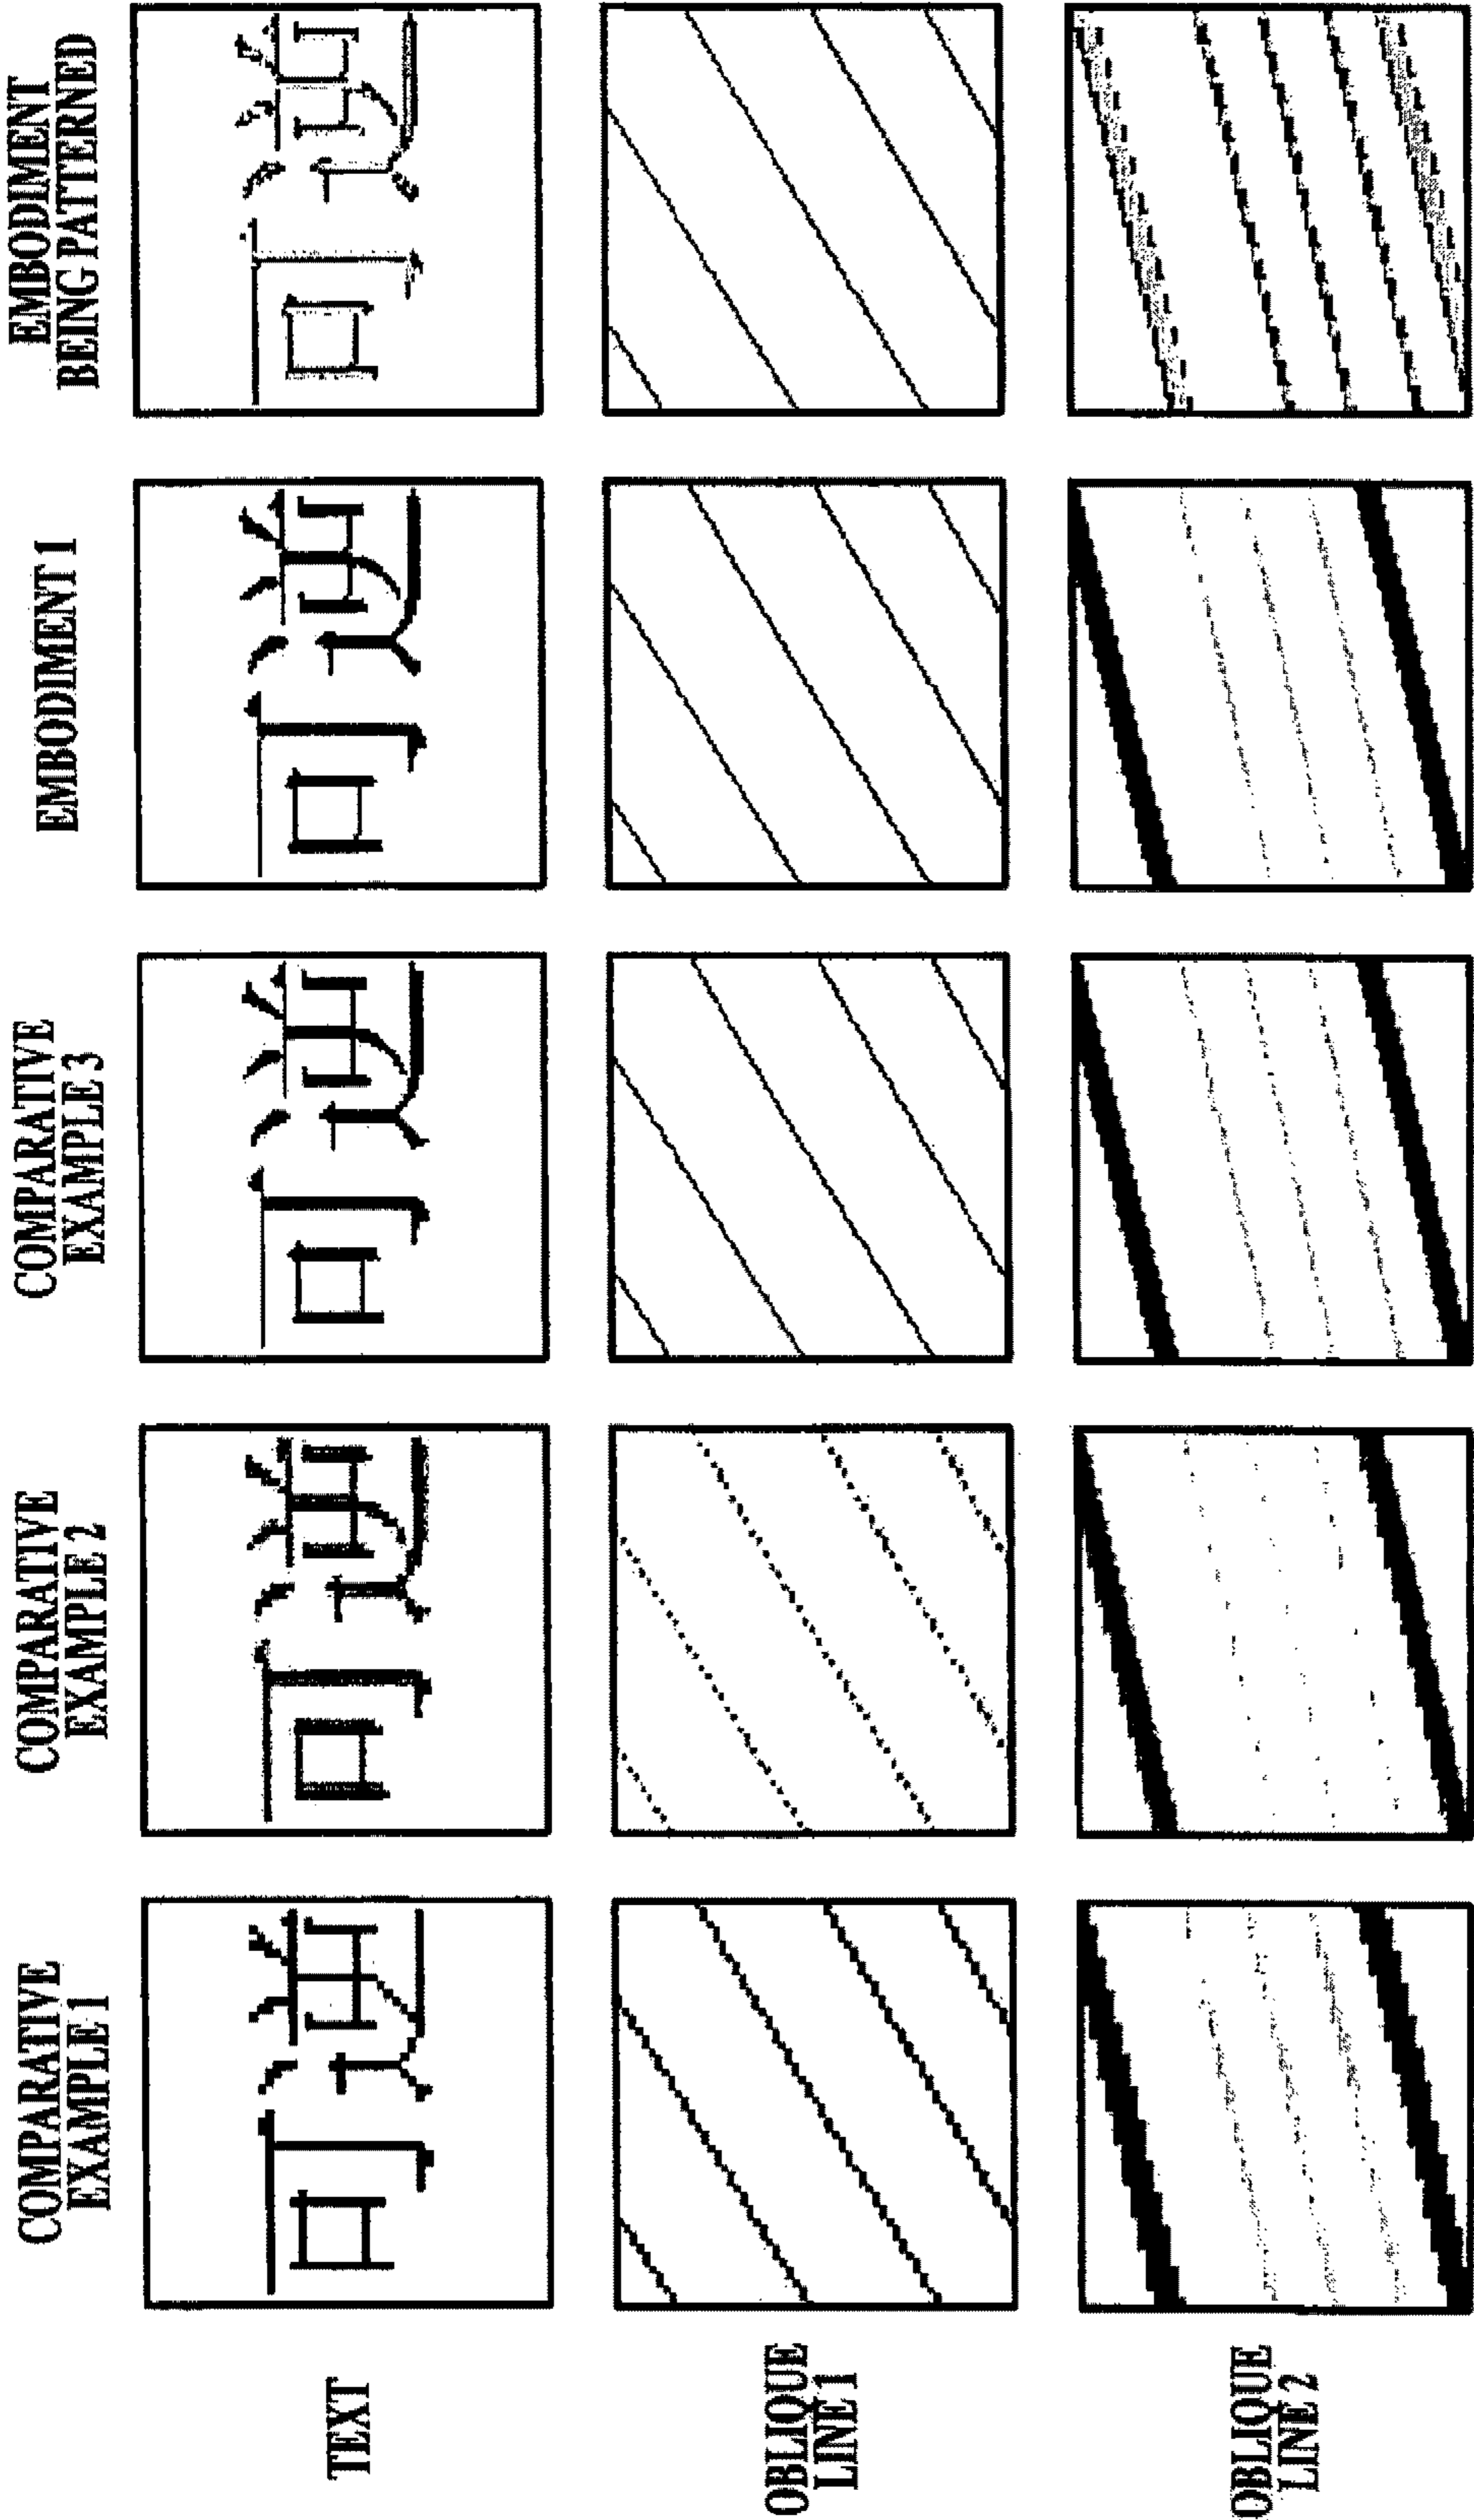 COMPARATIVE
EXAMPLE 1
COMPARATIVE
EXAMPLE 2
COMPARATIVE
EXAMPLE 3
EMBODIMENT 1
EMBODIMENT
BEING PATTERNED
TEXT
可逆
可逆
可逆
可逆
可逆
OBLIQUE
LINE 1
OBLIQUE
LINE 2